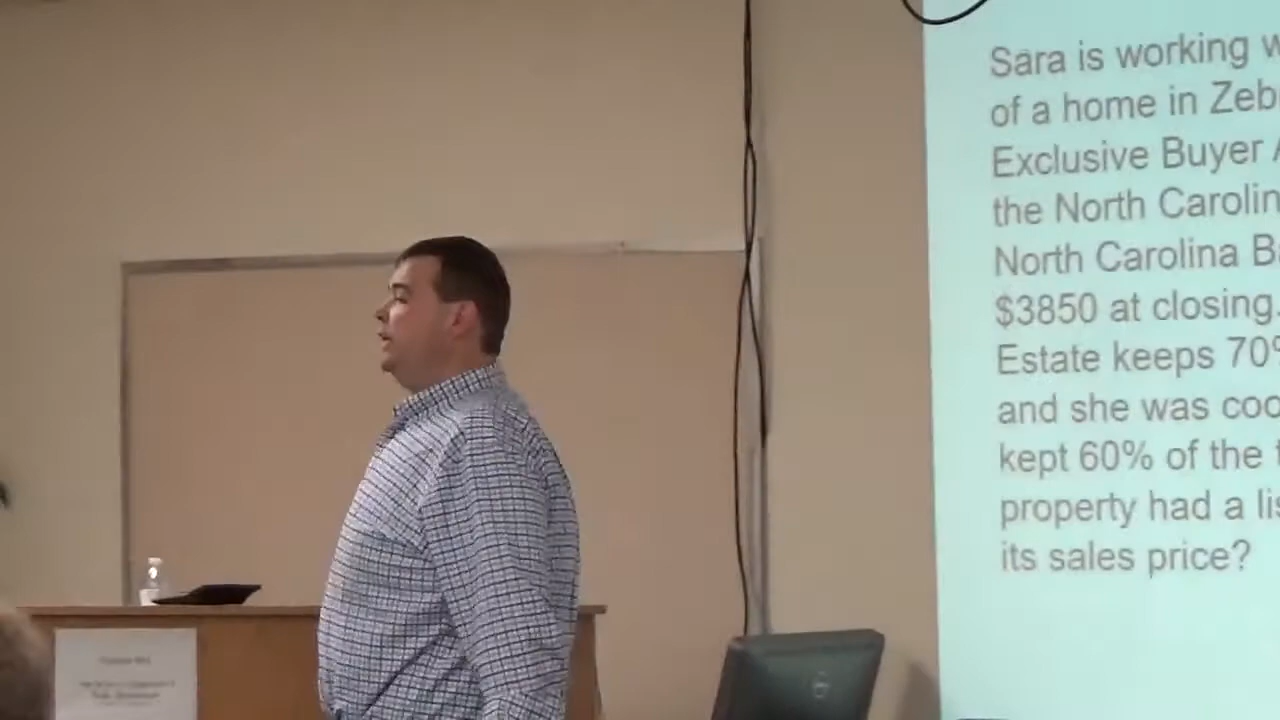 Sara is working
of a home in Zeb
Exclusive Buyer
the North Carolin
North Carolina B
$3850 at closing.
Estate keeps 70%
and she was coo
kept 60% of the
property had a lis
its sales price?